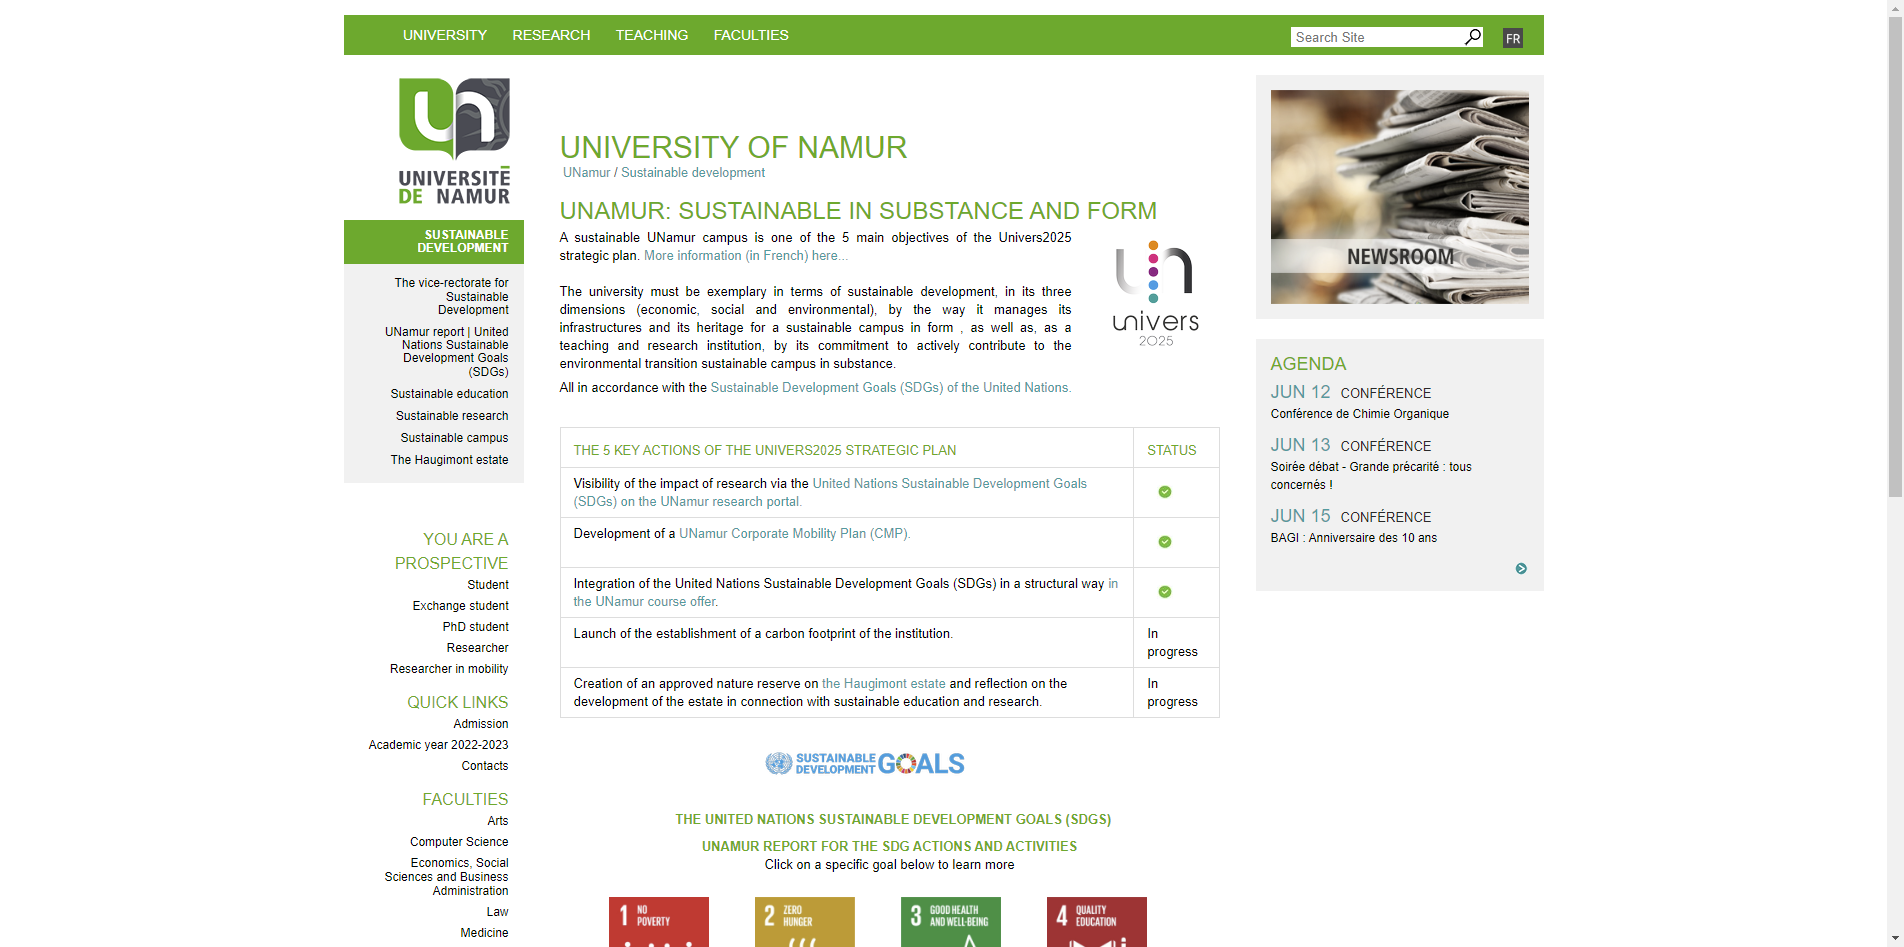 UNIVERSITY RESEARCH TEACHING FACULTIES
Search Site
FR
UNIVERSITÉ
DE NAMUR
SUSTAINABLE
DEVELOPMENT
The vice-rectorate for
Sustainable
Development
UNamur report | United
Nations Sustainable
Development Goals
(SDGs)
Sustainable education
Sustainable research
Sustainable campus
The Haugimont estate
YOU ARE A
PROSPECTIVE
Student
Exchange student
PhD student
Researcher
Researcher in mobility
QUICK LINKS
Admission
Academic year 2022-2023
Contacts
FACULTIES
Arts
Computer Science
Economics, Social
Sciences and Business
Administration
Law
Medicine
UNIVERSITY OF NAMUR
UNamur / Sustainable development
UNAMUR: SUSTAINABLE IN SUBSTANCE AND FORM
A sustainable UNamur campus is one of the 5 main objectives of the Univers2025
strategic plan. More information (in French) here...
The university must be exemplary in terms of sustainable development, in its three
dimensions (economic, social and environmental), by the way it manages its
infrastructures and its heritage for a sustainable campus in form , as well as, as a
teaching and research institution, by its commitment to actively contribute to the
environmental transition sustainable campus in substance.
All in accordance with the Sustainable Development Goals (SDGs) of the United Nations.
un
univers
2025
THE 5 KEY ACTIONS OF THE UNIVERS2025 STRATEGIC PLAN STATUS
Visibility of the impact of research via the United Nations Sustainable Development Goals
(SDGs) on the UNamur research portal.
Development of a UNamur Corporate Mobility Plan (CMP).
Integration of the United Nations Sustainable Development Goals (SDGs) in a structural way in
the UNamur course offer.
Launch of the establishment of a carbon footprint of the institution. In
progress
Creation of an approved nature reserve on the Haugimont estate and reflection on the In
development of the estate in connection with sustainable education and research. progress
SUSTAINABLE
DEVELOPMENT GOALS
THE UNITED NATIONS SUSTAINABLE DEVELOPMENT GOALS (SDGS)
UNAMUR REPORT FOR THE SDG ACTIONS AND ACTIVITIES
Click on a specific goal below to learn more
1 NO
POVERTY
2 ZERO
HUNGER
3 GOOD HEALTH
AND WELL-BEING
4 QUALITY
EDUCATION
NEWSROOM
AGENDA
JUN 12 CONFÉRENCE
Conférence de Chimie Organique
JUN 13 CONFÉRENCE
Soirée débat - Grande précarité : tous
concernés !
JUN 15 CONFÉRENCE
BAGI : Anniversaire des 10 ans